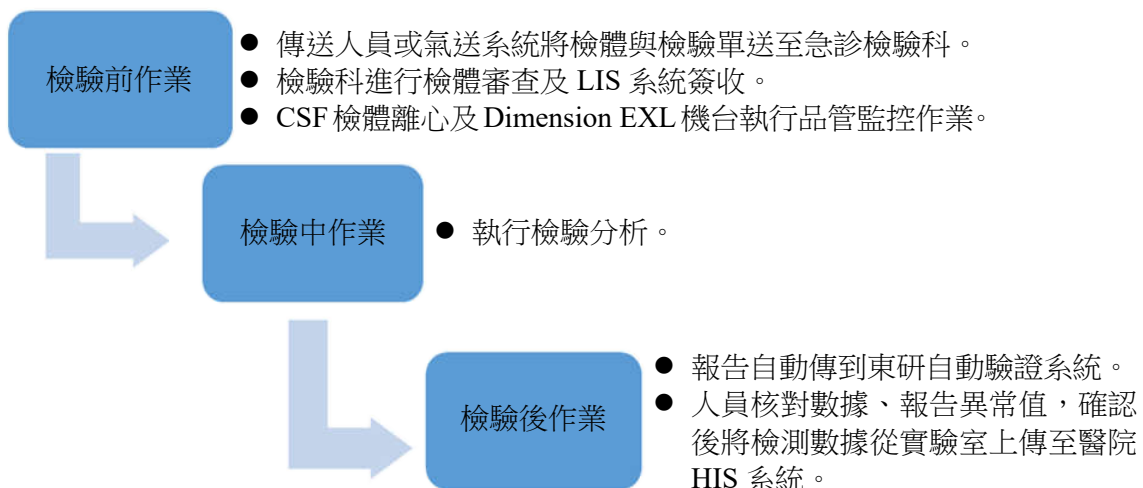 檢驗前作業
● 傳送人員或氣送系統將檢體與檢驗單送至急診檢驗科。
● 檢驗科進行檢體審查及 LIS 系統簽收。
● CSF 檢體離心及 Dimension EXL 機台執行品管監控作業。
檢驗中作業
● 執行檢驗分析。
檢驗後作業
● 報告自動傳到東研自動驗證系統。
● 人員核對數據、報告異常值，確認
後將檢測數據從實驗室上傳至醫院
HIS 系統。